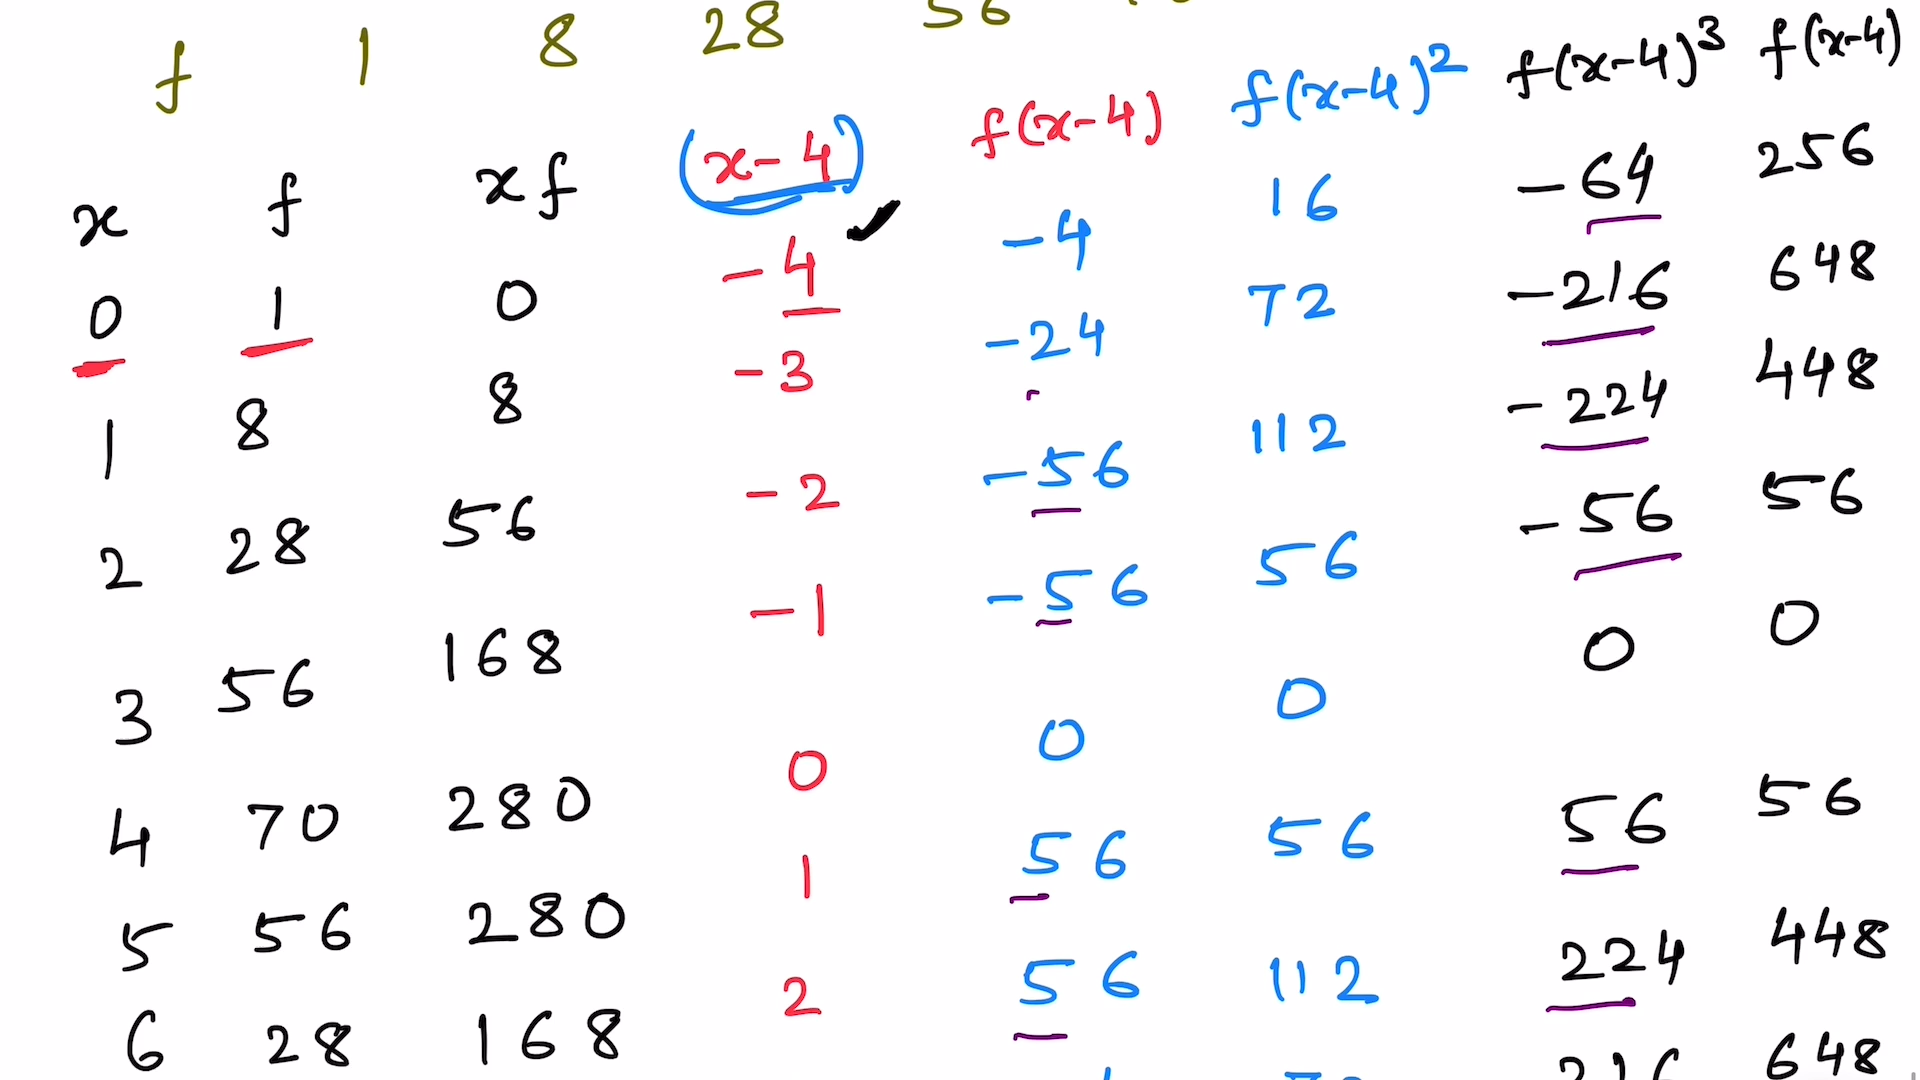 f 1 8 28 56
x f xf (x-4) f(x-4) f(x-4)² f(x-4)³ f(x-4)
0 1 0 -4 -4 16 -64 256
1 8 8 -3 -24 72 -216 648
2 28 56 -2 -56 112 -224 448
3 56 168 -1 -56 56 -56 56
4 70 280 0 0 0 0 0
5 56 280 1 56 56 56 56
6 28 168 2 56 112 224 448
216 648